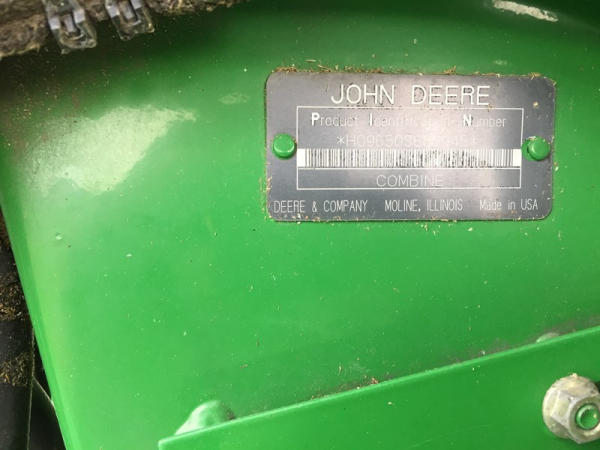 JOHN DEERE
Product Identification Number
COMBINE
DEERE & COMPANY MOLINE, ILLINOIS Made in USA